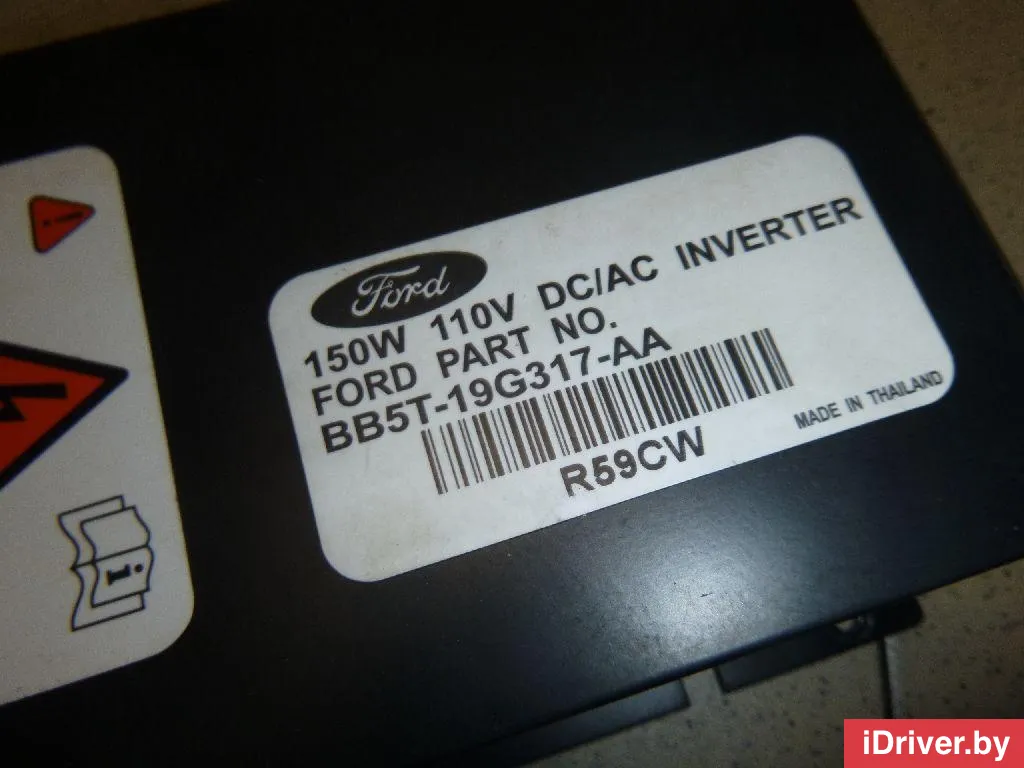 Ford
150W 110V DC/AC INVERTER
FORD PART NO.
BB5T-19G317-AA
R59CW
MADE IN THAILAND
i
iDriver.by